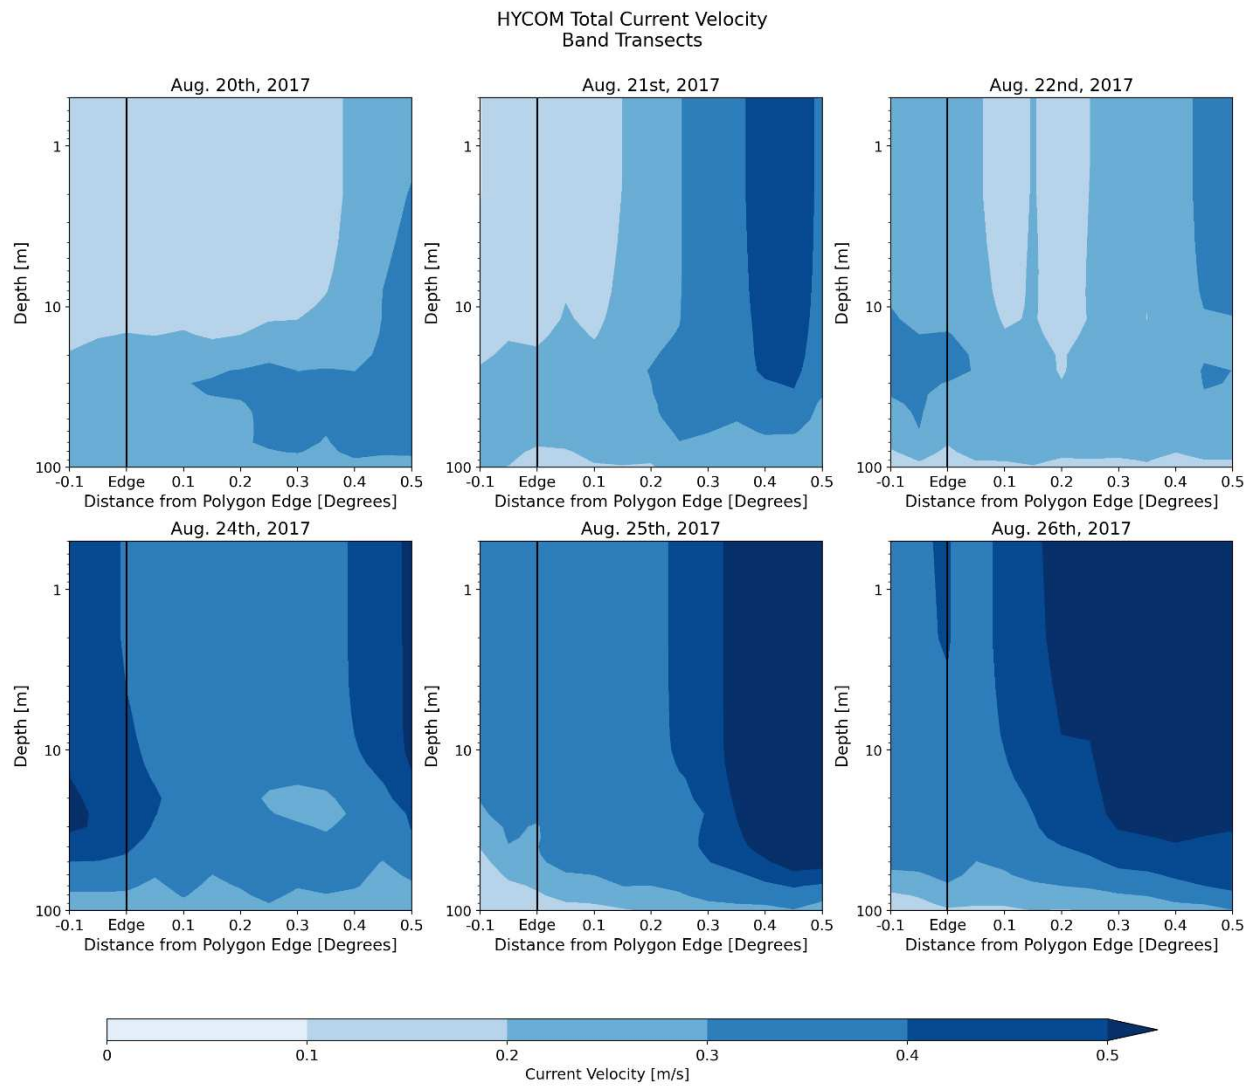 HYCOM Total Current Velocity
Band Transects
Aug. 20th, 2017
Aug. 21st, 2017
Aug. 22nd, 2017
Depth [m]
1
10
100
-0.1 Edge 0.1 0.2 0.3 0.4 0.5
Distance from Polygon Edge [Degrees]
Depth [m]
1
10
100
-0.1 Edge 0.1 0.2 0.3 0.4 0.5
Distance from Polygon Edge [Degrees]
Depth [m]
1
10
100
-0.1 Edge 0.1 0.2 0.3 0.4 0.5
Distance from Polygon Edge [Degrees]
Aug. 24th, 2017
Aug. 25th, 2017
Aug. 26th, 2017
Depth [m]
1
10
100
-0.1 Edge 0.1 0.2 0.3 0.4 0.5
Distance from Polygon Edge [Degrees]
Depth [m]
1
10
100
-0.1 Edge 0.1 0.2 0.3 0.4 0.5
Distance from Polygon Edge [Degrees]
Depth [m]
1
10
100
-0.1 Edge 0.1 0.2 0.3 0.4 0.5
Distance from Polygon Edge [Degrees]
0 0.1 0.2 0.3 0.4 0.5
Current Velocity [m/s]